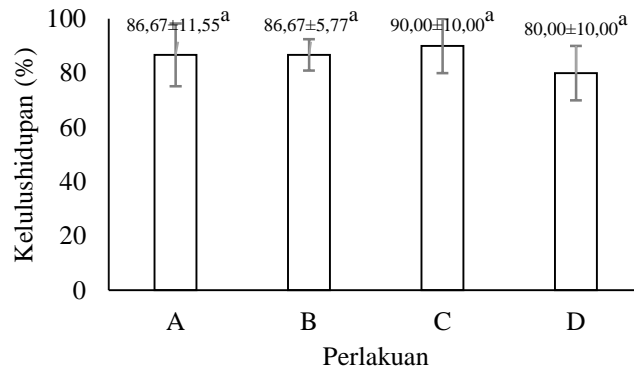 100
86,67±11,55a
86,67±5,77a
90,00±10,00a
80,00±10,00a
80
60
40
20
0
Kelulushidupan (%)
A B C D
Perlakuan